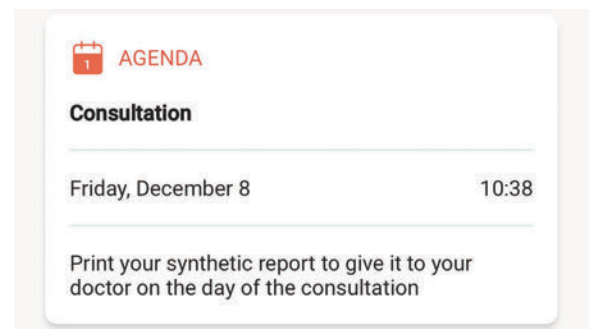 1 AGENDA
Consultation
Friday, December 8 10:38
Print your synthetic report to give it to your
doctor on the day of the consultation